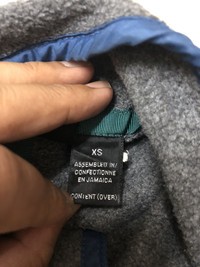 XS
ASSEMBLED IN/
CONFECTIONNE
EN JAMAICA
CONTENT (OVER)